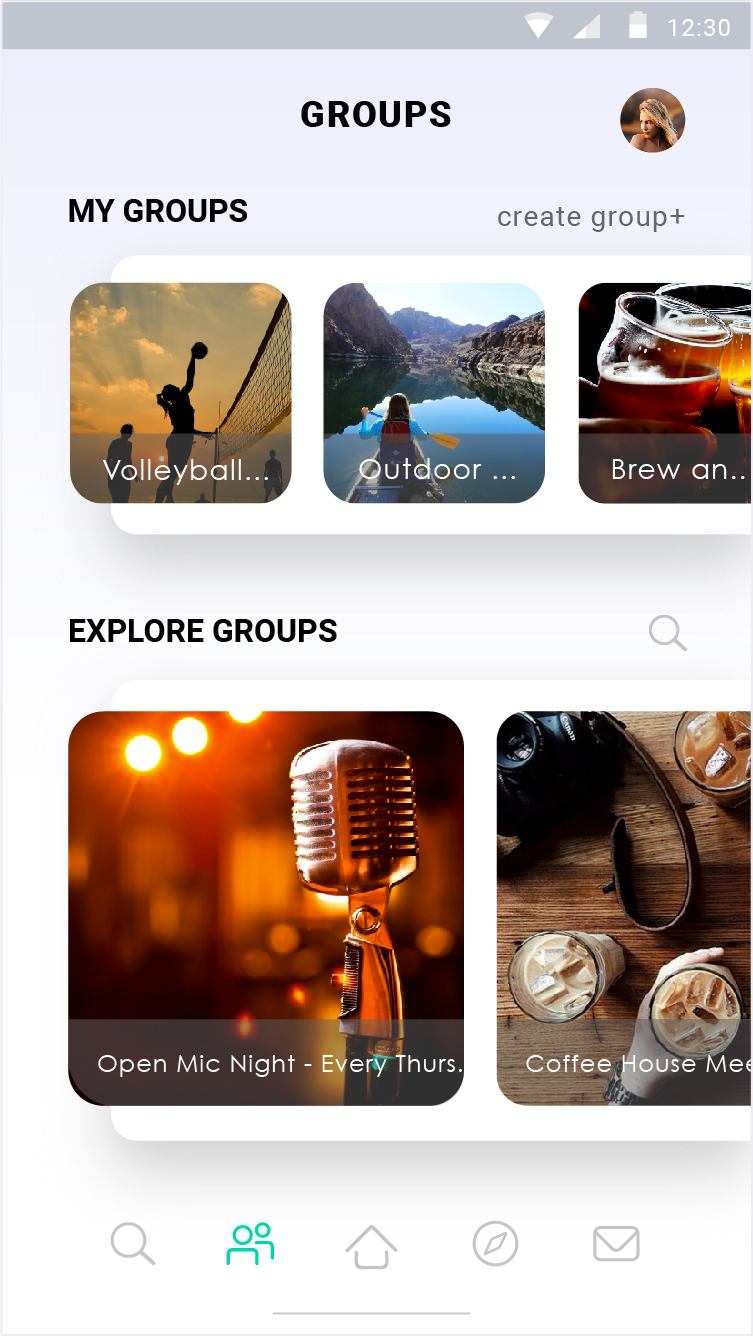 12:30
GROUPS
MY GROUPS
create group+
Volleyball...
Outdoor ...
Brew an..
EXPLORE GROUPS
Canon
Open Mic Night - Every Thurs.
Coffee House Mee